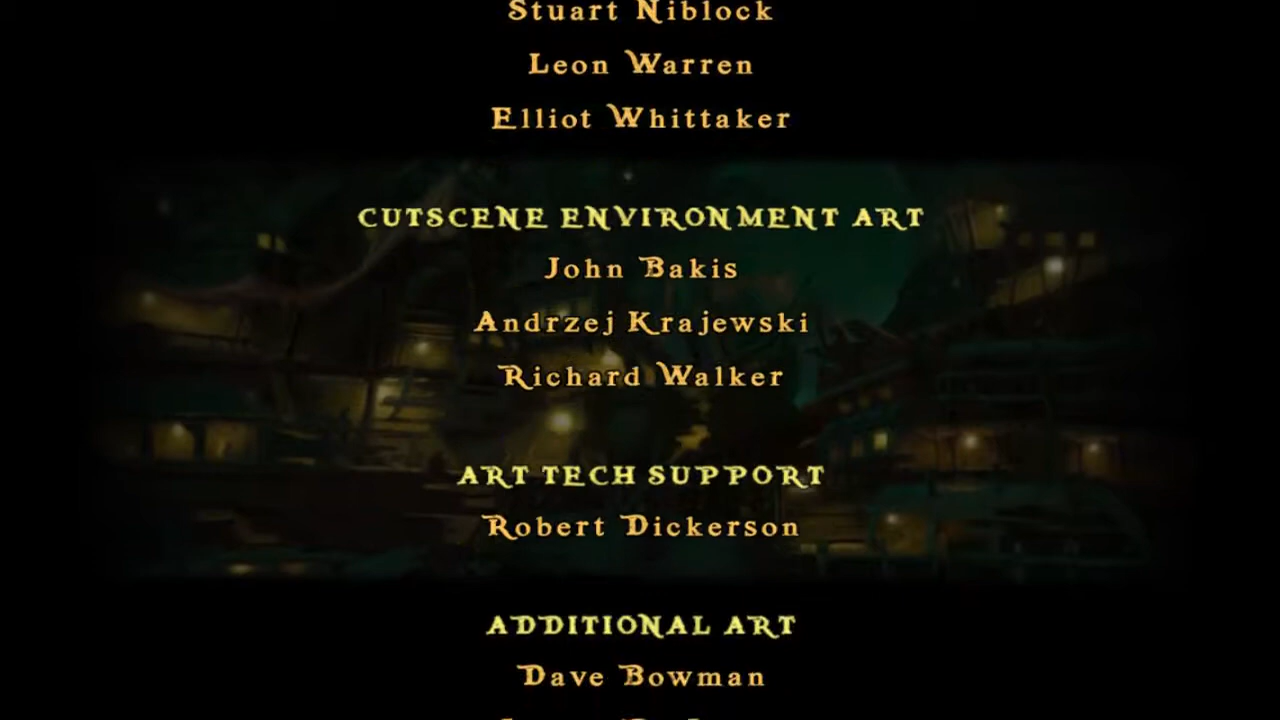 Stuart Niblock
Leon Warren
Elliot Whittaker
CUTSCENE ENVIRONMENT ART
John Bakis
Andrzej Krajewski
Richard Walker
ART TECH SUPPORT
Robert Dickerson
ADDITIONAL ART
Dave Bowman